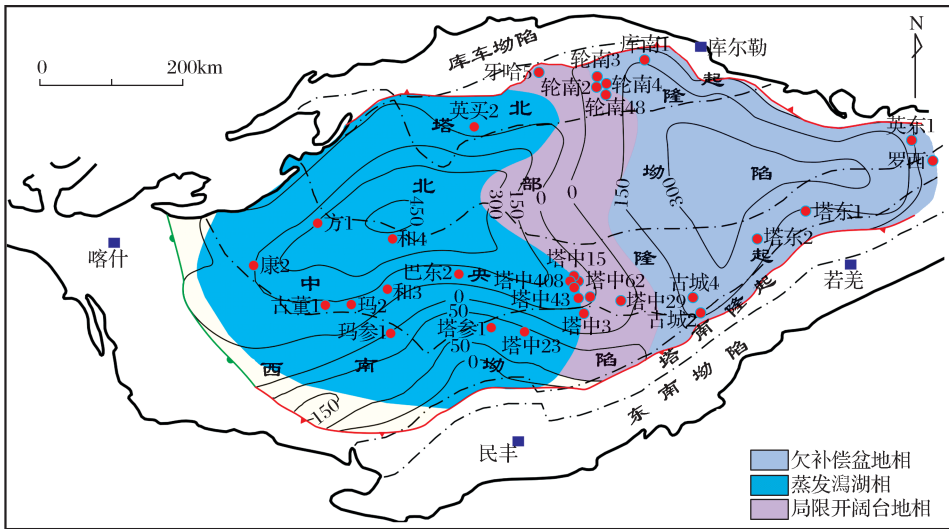 N
0 200km
库车坳陷
库尔勒
库南1
轮南3
牙哈5
轮南2
轮南4
轮南48
隆
起
英买2
塔
北
英东1
罗西
北
部
坳
陷
150
300
450
300
150
0
0
方1
和4
塔东1
塔东2
喀什
康2
中
央
隆
起
巴东2
塔中15
塔中408
塔中62
塔中43
塔中29
塔中3
古城4
古城2
若羌
和3
古董1
玛2
玛参1
塔参1
塔中23
0
50
0
50
0
西
南
坳
陷
塔南隆起
东南坳陷
150
民丰
欠补偿盆地相
蒸发潟湖相
局限开阔台地相